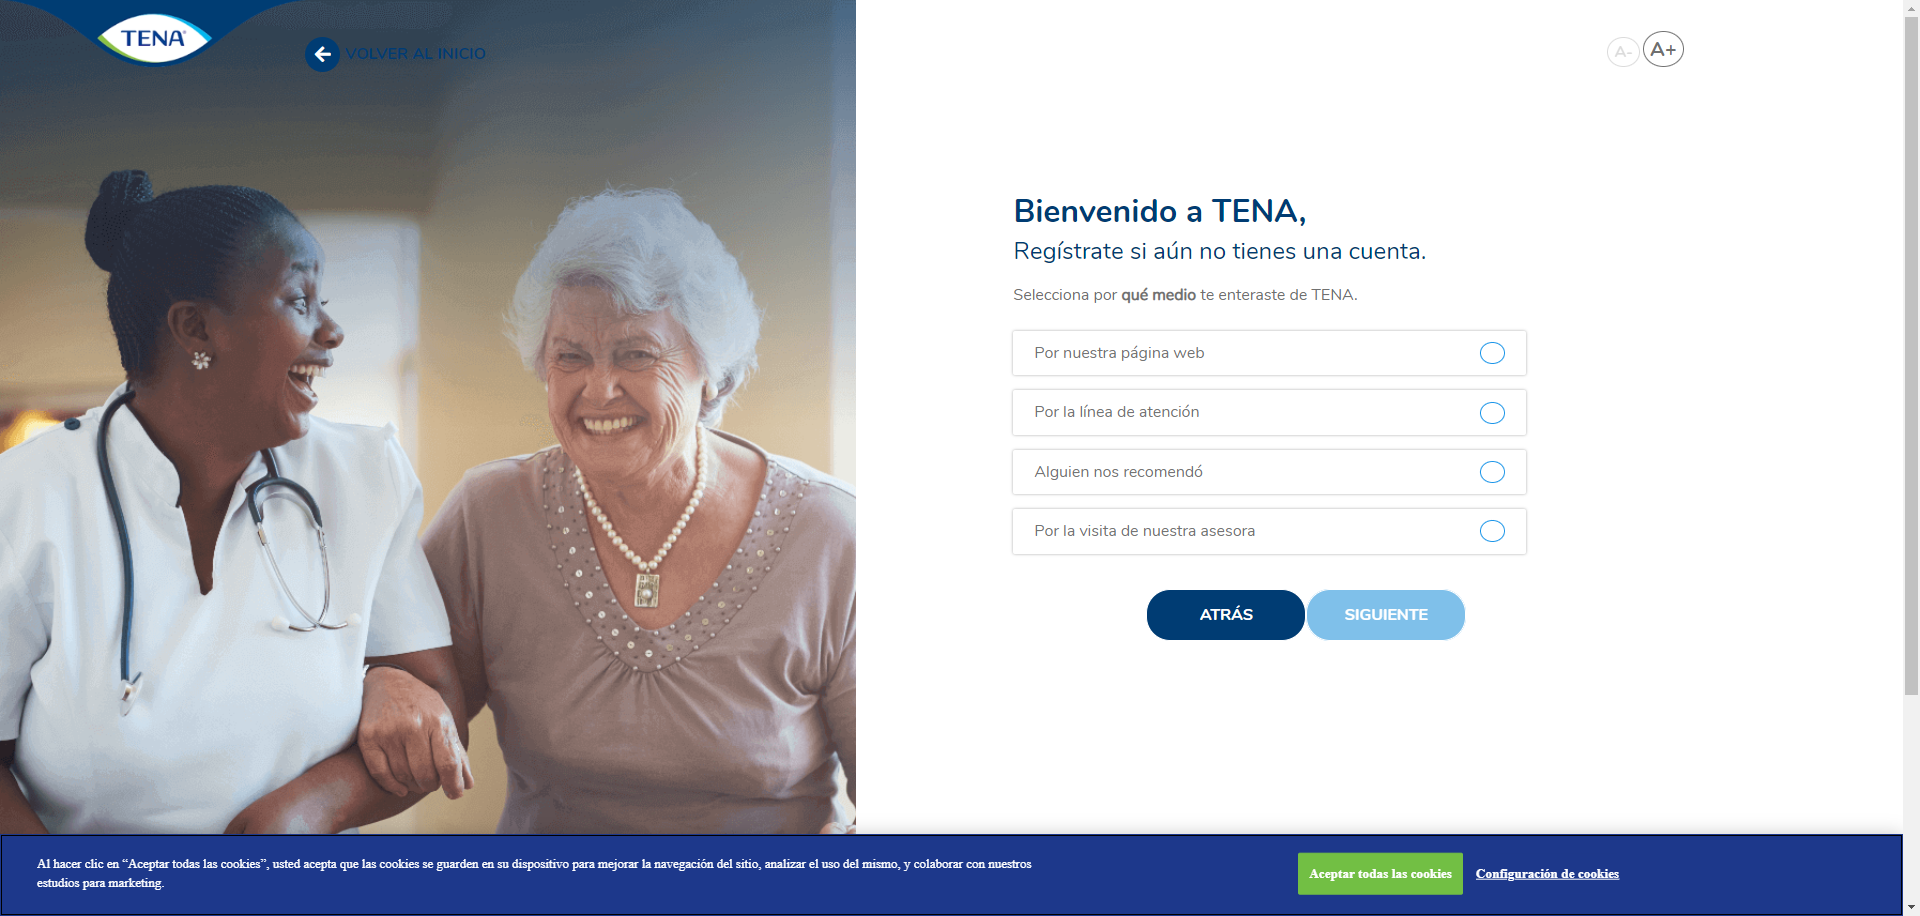 TENA
VOLVER AL INICIO
A-
A+
Bienvenido a TENA,
Regístrate si aún no tienes una cuenta.
Selecciona por qué medio te enteraste de TENA.
Por nuestra página web
Por la línea de atención
Alguien nos recomendó
Por la visita de nuestra asesora
ATRÁS
SIGUIENTE
Al hacer clic en “Aceptar todas las cookies”, usted acepta que las cookies se guarden en su dispositivo para mejorar la navegación del sitio, analizar el uso del mismo, y colaborar con nuestros
estudios para marketing.
Aceptar todas las cookies
Configuración de cookies